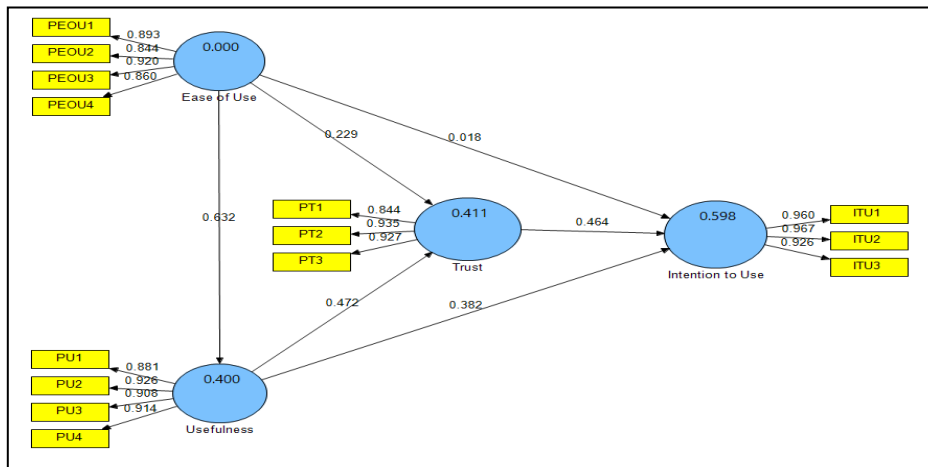 PEOU1
0.893
PEOU2
0.844
PEOU3
0.920
PEOU4
0.860
0.000
Ease of Use
0.229
0.018
0.632
PT1
0.844
PT2
0.935
PT3
0.927
0.411
Trust
0.464
0.598
Intention to Use
0.960
ITU1
0.967
ITU2
0.926
ITU3
0.472
0.382
PU1
0.881
PU2
0.926
PU3
0.908
PU4
0.914
0.400
Usefulness